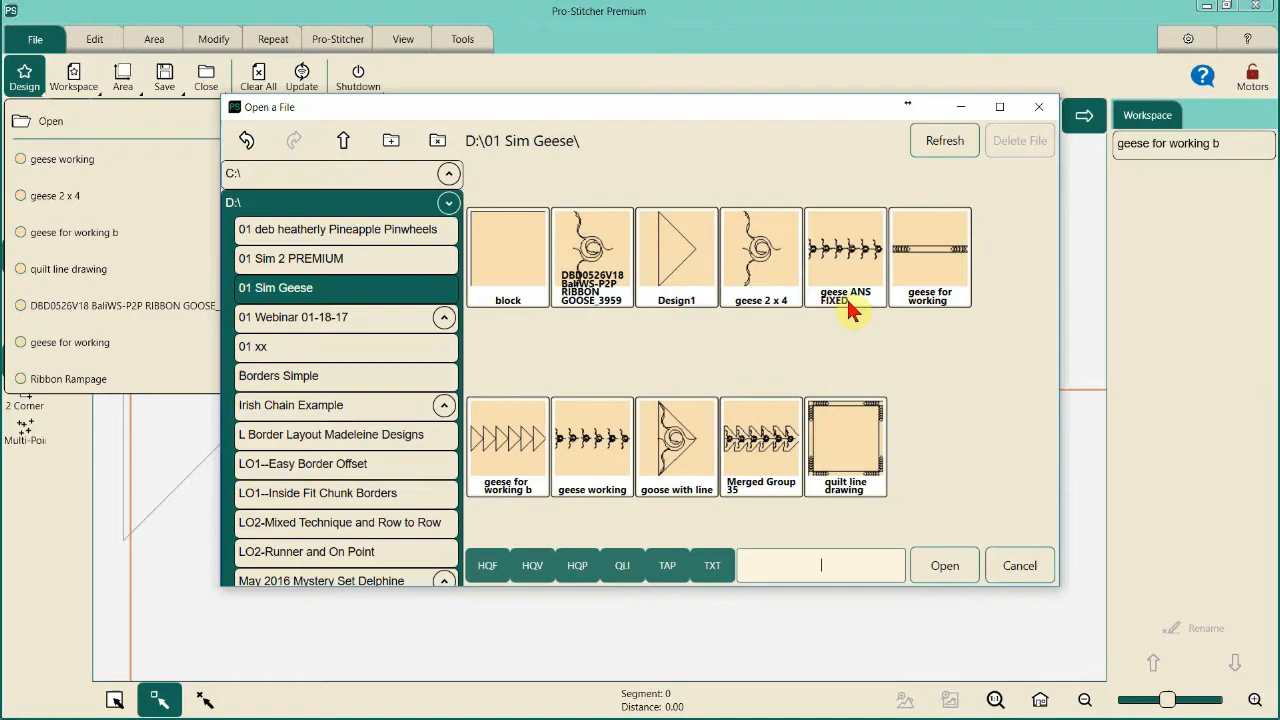 PS
Pro-Stitcher Premium
File
Edit
Area
Modify
Repeat
Pro-Stitcher
View
Tools
?
Design
Workspace
Area
Save
Close
Clear All
Update
Shutdown
?
Motors
Open
geese working
geese 2 x 4
geese for working b
quilt line drawing
DBD0526V18 BaliWS-P2P RIBBON GOOSE_
geese for working
Ribbon Rampage
2 Corner
PS
Open a File
D:\01 Sim Geese\
Refresh
Delete File
C:\
D:\
01 deb heatherly Pineapple Pinwheels
01 Sim 2 PREMIUM
01 Sim Geese
01 Webinar 01-18-17
01 xx
Borders Simple
Irish Chain Example
L Border Layout Madeleine Designs
LO1--Easy Border Offset
LO1--Inside Fit Chunk Borders
LO2-Mixed Technique and Row to Row
LO2-Runner and On Point
May 2016 Mystery Set Delphine
block
DBD0526V18
BaliWS-P2P
RIBBON
GOOSE_3959
Design1
geese 2 x 4
geese ANS
FIXED
geese for
working
geese for
working b
geese working
goose with line
Merged Group
35
quilt line
drawing
HQF
HQV
HQP
QLI
TAP
TXT
Open
Cancel
Workspace
geese for working b
Rename
Segment: 0
Distance: 0.00